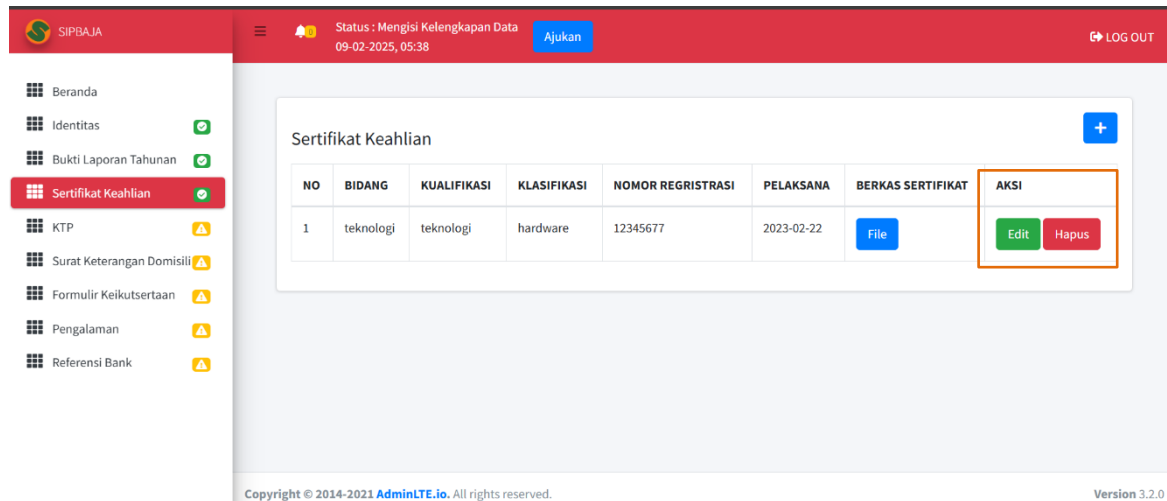 SIPBAJA
Status : Mengisi Kelengkapan Data
09-02-2025, 05:38
Ajukan
LOG OUT
Beranda
Identitas
Bukti Laporan Tahunan
Sertifikat Keahlian
KTP
Surat Keterangan Domisili
Formulir Keikutsertaan
Pengalaman
Referensi Bank
Sertifikat Keahlian
+
NO BIDANG KUALIFIKASI KLASIFIKASI NOMOR REGRISTRASI PELAKSANA BERKAS SERTIFIKAT AKSI
1 teknologi teknologi hardware 12345677 2023-02-22 File Edit Hapus
Copyright © 2014-2021 AdminLTE.io. All rights reserved.
Version 3.2.0